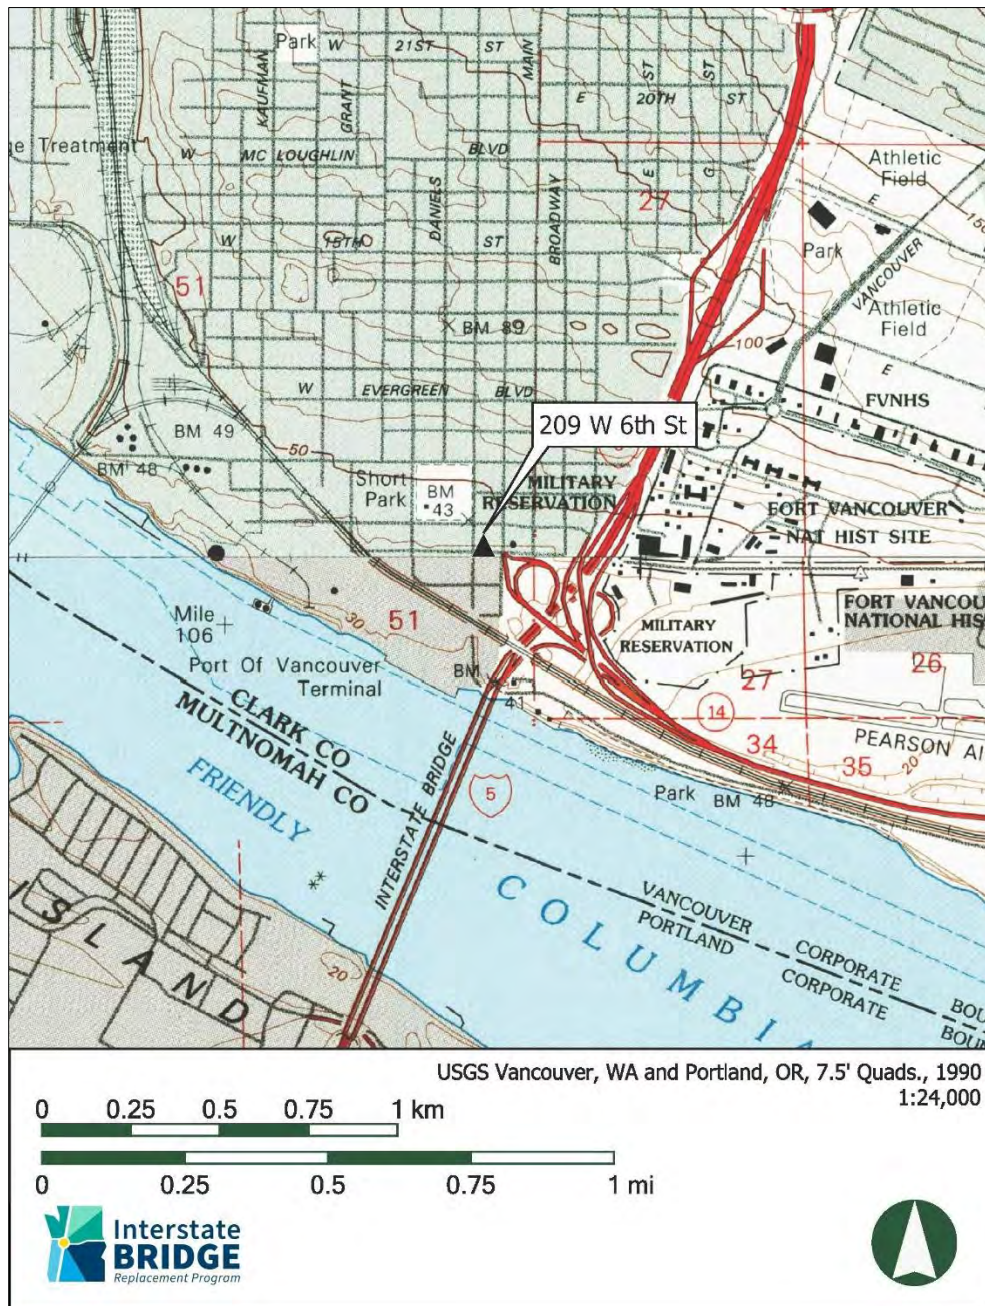 Park
W 21ST ST
KAUFMAN
GRANT
MAIN
ST
ST
G
E 20TH ST
Treatment
W MC LOUGHLIN BLVD
DANIELS
BROADWAY
E
G
27
Athletic
Field
E
150
Park
VANCOUVER
W 15TH ST
51
Athletic
Field
BM 89
100
E
W EVERGREEN BLVD
FVNHS
209 W 6th St
BM 49
BM 48
50
Short
Park
BM
43
MILITARY
RESERVATION
5
FORT VANCOUVER
NAT HIST SITE
Mile
106
30
51
MILITARY
RESERVATION
FORT VANCOU
NATIONAL HIS
Port Of Vancouver
Terminal
BM
41
27
26
14
34
35
PEARSON AI
20
CLARK CO
MULTNOMAH CO
FRIENDLY
INTERSTATE BRIDGE
5
Park
BM 48
COLUMBIA
VANCOUVER CORPORATE BOU
PORTLAND CORPORATE BOUN
ISLAND
20
USGS Vancouver, WA and Portland, OR, 7.5' Quads., 1990
1:24,000
0 0.25 0.5 0.75 1 km
0 0.25 0.5 0.75 1 mi
Interstate
BRIDGE
Replacement Program